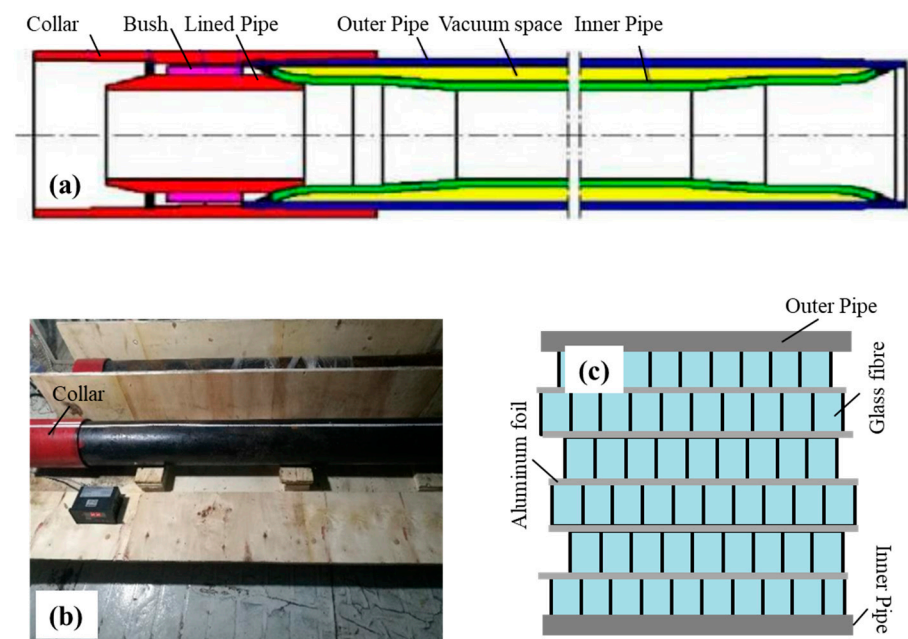 Collar
Bush
Lined Pipe
Outer Pipe
Vacuum space
Inner Pipe
(a)
Collar
(b)
Outer Pipe
(c)
Glass fibre
Aluminum foil
Inner Pipe